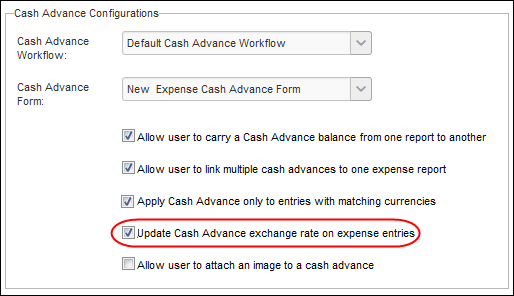 Cash Advance Configurations
Cash Advance Workflow: Default Cash Advance Workflow
Cash Advance Form: New  Expense Cash Advance Form
Allow user to carry a Cash Advance balance from one report to another
Allow user to link multiple cash advances to one expense report
Apply Cash Advance only to entries with matching currencies
Update Cash Advance exchange rate on expense entries
Allow user to attach an image to a cash advance